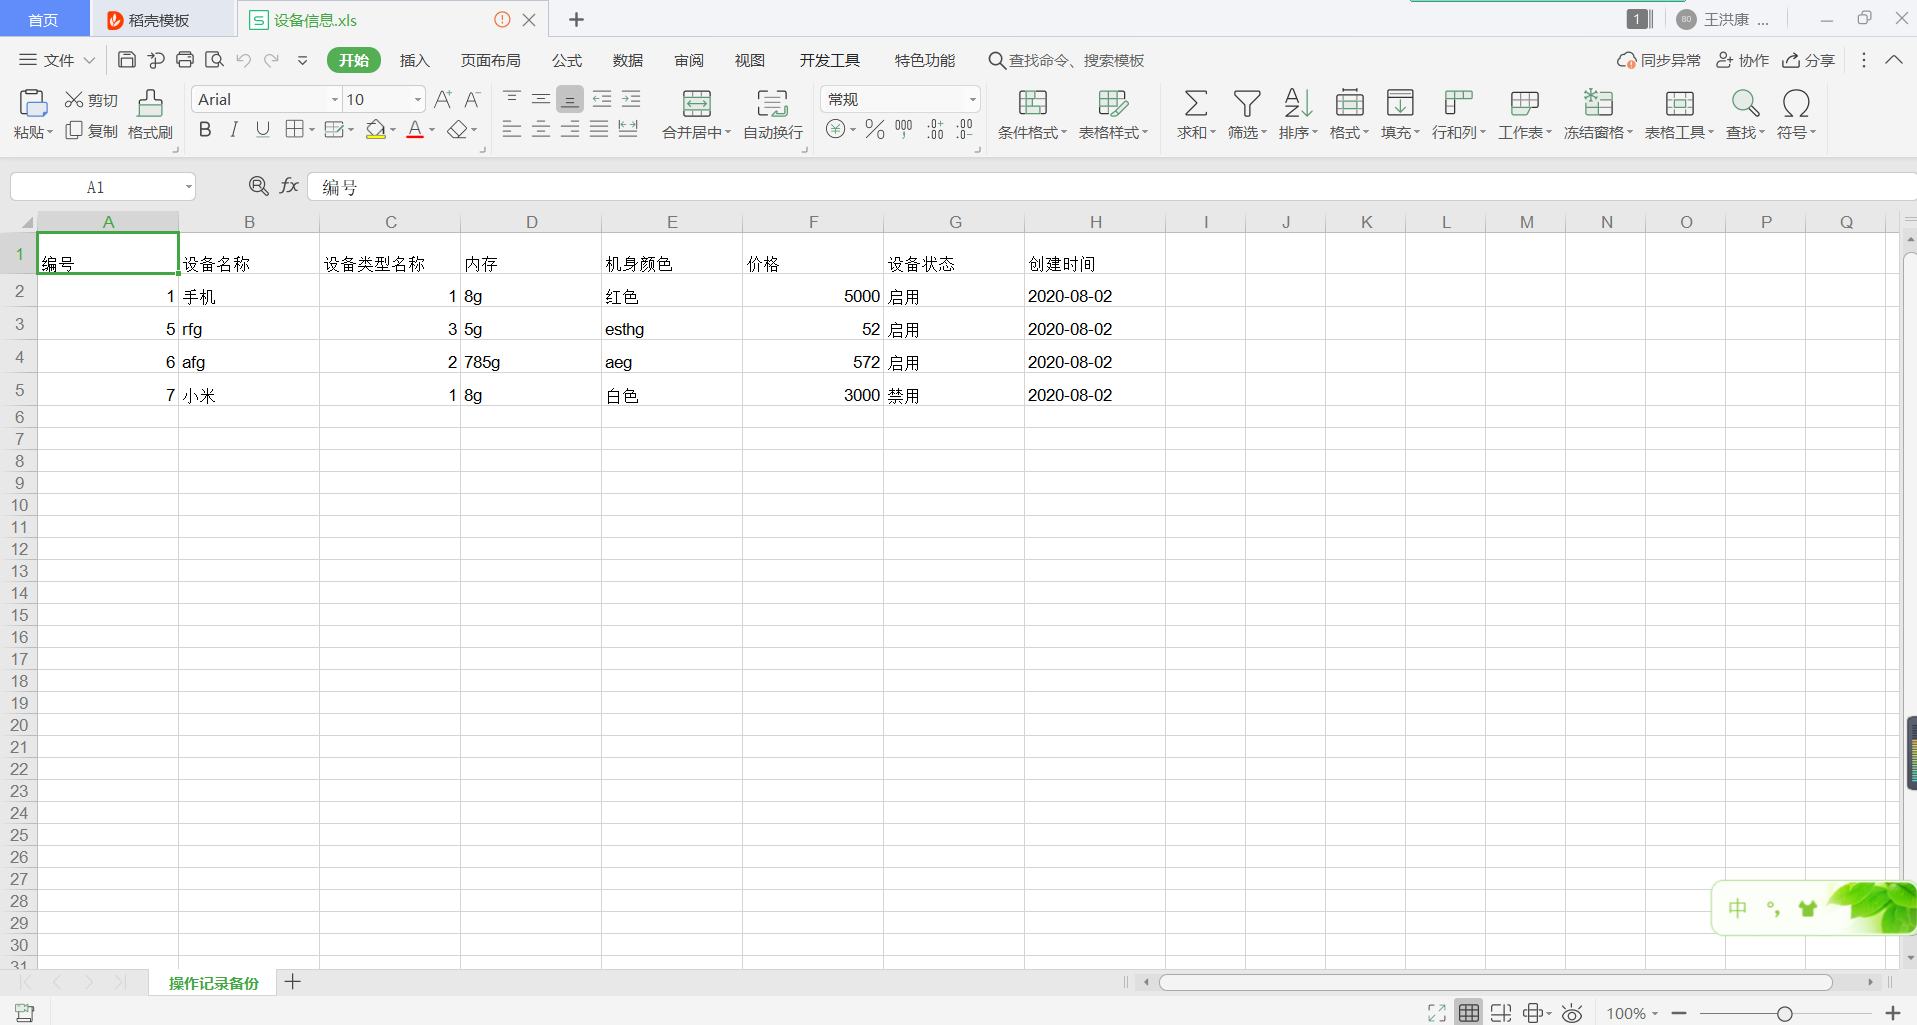 首页 稻壳模板 设备信息.xls 1 80 王洪康 ...
文件 开始 插入 页面布局 公式 数据 审阅 视图 开发工具 特色功能 查找命令、搜索模板 同步异常 协作 分享
粘贴 剪切 复制 格式刷 Arial 10 合并居中 自动换行 常规 条件格式 表格样式 求和 筛选 排序 格式 填充 行和列 工作表 冻结窗格 表格工具 查找 符号
A1 fx 编号
A B C D E F G H I J K L M N O P Q
1 编号 设备名称 设备类型名称 内存 机身颜色 价格 设备状态 创建时间
2 1 手机 1 8g 红色 5000 启用 2020-08-02
3 5 rfg 3 5g esthg 52 启用 2020-08-02
4 6 afg 2 785g aeg 572 启用 2020-08-02
5 7 小米 1 8g 白色 3000 禁用 2020-08-02
6
7
8
9
10
11
12
13
14
15
16
17
18
19
20
21
22
23
24
25
26
27
28
29
30
31
中 °,
操作记录备份
100%